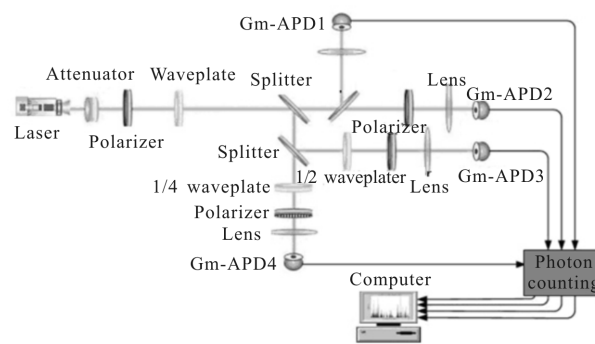 Gm-APD1
Attenuator
Waveplate
Splitter
Lens
Gm-APD2
Laser
Polarizer
Polarizer
Splitter
1/2 waveplater
Lens
Gm-APD3
1/4 waveplate
Polarizer
Lens
Gm-APD4
Computer
Photon
counting